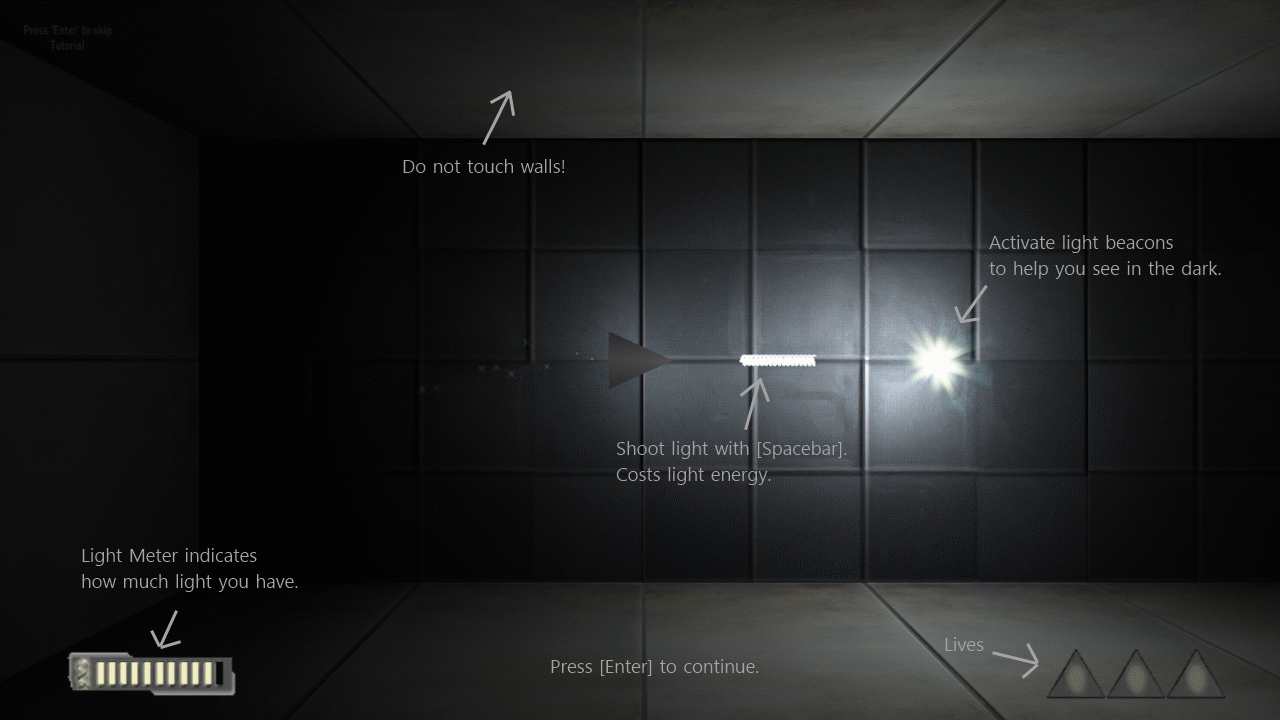 Press 'Enter' to skip
Tutorial
Do not touch walls!
Activate light beacons
to help you see in the dark.
Shoot light with [Spacebar].
Costs light energy.
Light Meter indicates
how much light you have.
Lives
Press [Enter] to continue.